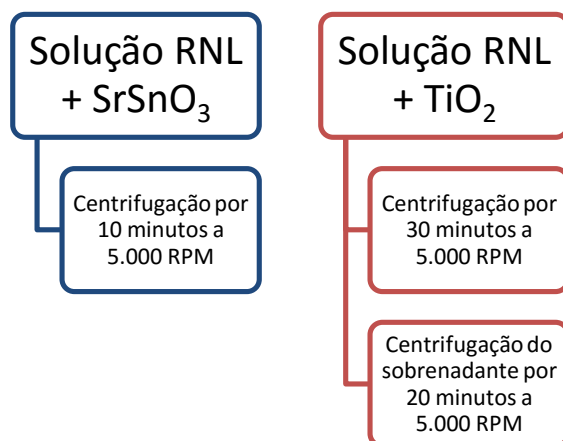 Solução RNL
+ SrSnO₃
Centrifugação por
10 minutos a
5.000 RPM
Solução RNL
+ TiO₂
Centrifugação por
30 minutos a
5.000 RPM
Centrifugação do
sobrenadante por
20 minutos a
5.000 RPM